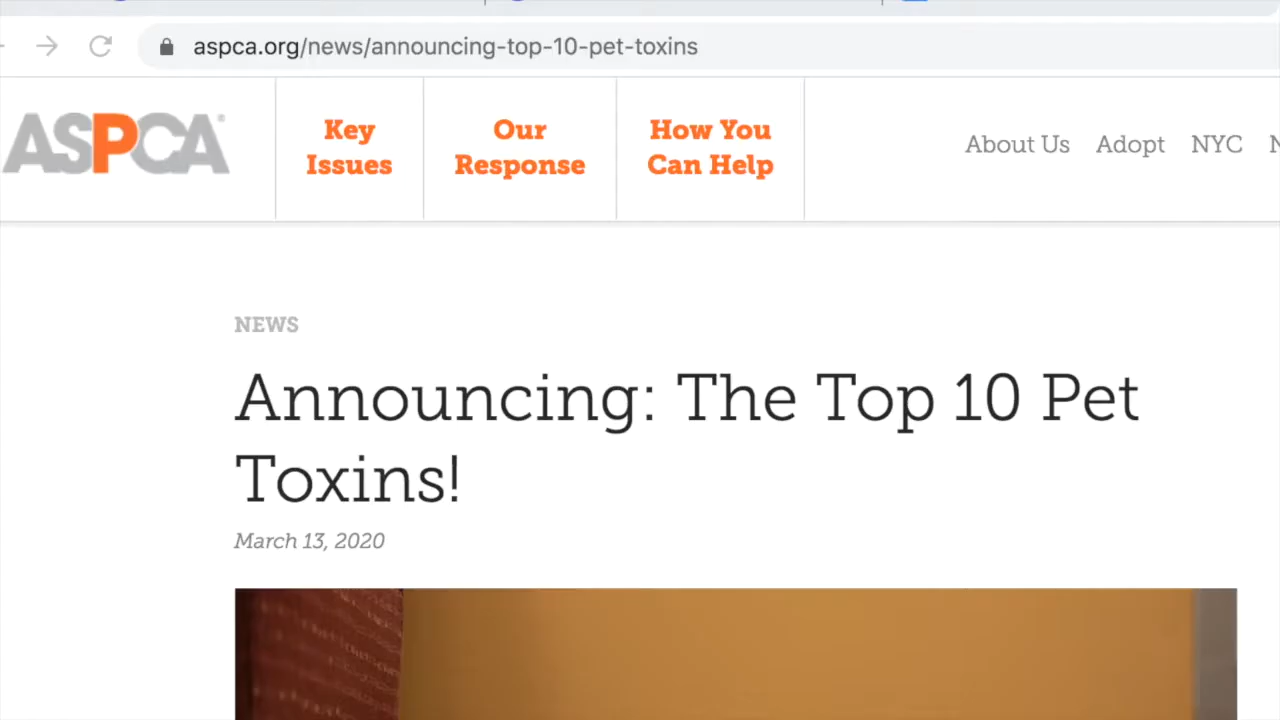 aspca.org/news/announcing-top-10-pet-toxins
ASPCA®
Key
Issues
Our
Response
How You
Can Help
About Us
Adopt
NYC
NEWS
Announcing: The Top 10 Pet
Toxins!
March 13, 2020